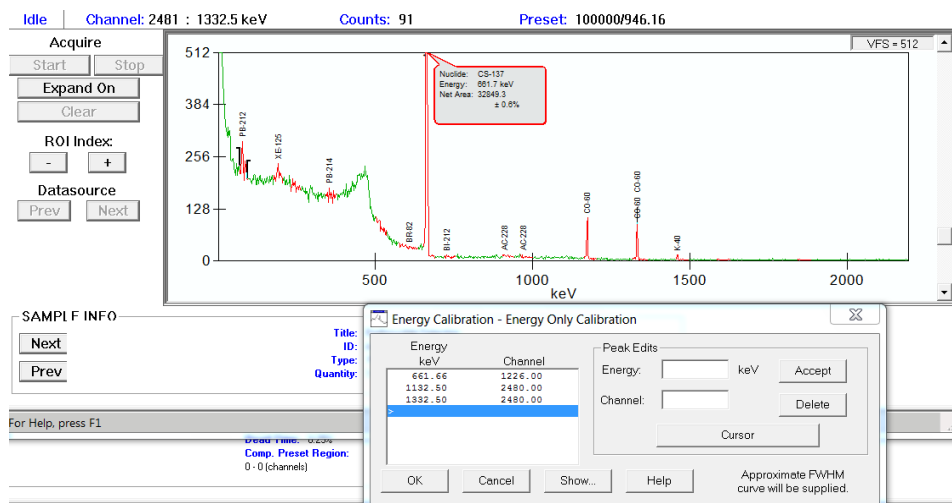 Idle Channel: 2481 : 1332.5 keV Counts: 91 Preset: 100000/946.16
Acquire
Start Stop
Expand On
Clear
ROI Index:
- +
Datasource
Prev Next
VFS = 512
512
384
256
128
0
500 1000 1500 2000
keV
PB-212
XE-125
PB-214
BR-82
BI-212
AC-228
AC-228
CO-60
CO-60
CO-60
K-40
Nuclide: CS-137
Energy: 661.7 keV
Net Area: 32849.3
± 0.6%
SAMPLE INFO
Next
Prev
Title:
ID:
Type:
Quantity:
For Help, press F1
Dead Time: 0.25%
Comp. Preset Region:
0 - 0 (channels)
Energy Calibration - Energy Only Calibration
Energy
keV Channel
661.66 1226.00
1132.50 2480.00
1332.50 2480.00
>
Peak Edits
Energy: keV Accept
Channel: Delete
Cursor
OK Cancel Show... Help
Approximate FWHM
curve will be supplied.